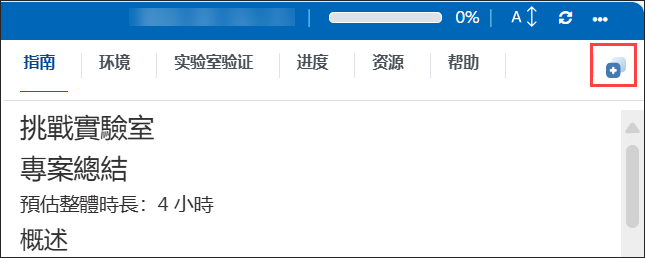 0% A
指南 环境 实验室验证 进度 资源 帮助
挑戰實驗室
專案總結
預估整體時長：4 小時
概述